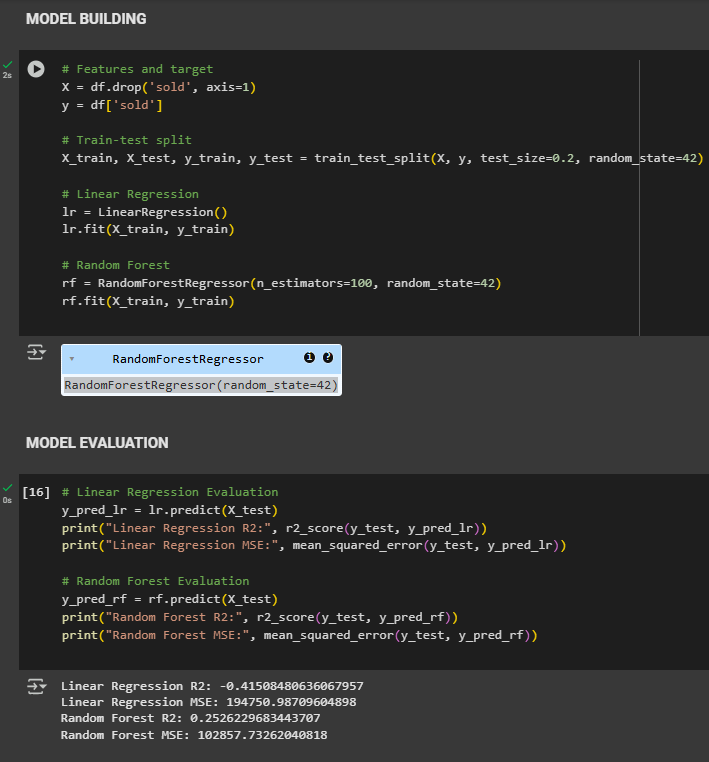 MODEL BUILDING
2s
# Features and target
X = df.drop('sold', axis=1)
y = df['sold']
# Train-test split
X_train, X_test, y_train, y_test = train_test_split(X, y, test_size=0.2, random_state=42)
# Linear Regression
lr = LinearRegression()
lr.fit(X_train, y_train)
# Random Forest
rf = RandomForestRegressor(n_estimators=100, random_state=42)
rf.fit(X_train, y_train)
RandomForestRegressor i ?
RandomForestRegressor(random_state=42)
MODEL EVALUATION
0s
[16] # Linear Regression Evaluation
y_pred_lr = lr.predict(X_test)
print("Linear Regression R2:", r2_score(y_test, y_pred_lr))
print("Linear Regression MSE:", mean_squared_error(y_test, y_pred_lr))
# Random Forest Evaluation
y_pred_rf = rf.predict(X_test)
print("Random Forest R2:", r2_score(y_test, y_pred_rf))
print("Random Forest MSE:", mean_squared_error(y_test, y_pred_rf))
Linear Regression R2: -0.41508480636067957
Linear Regression MSE: 194750.98709604898
Random Forest R2: 0.2526229683443707
Random Forest MSE: 102857.73262040818